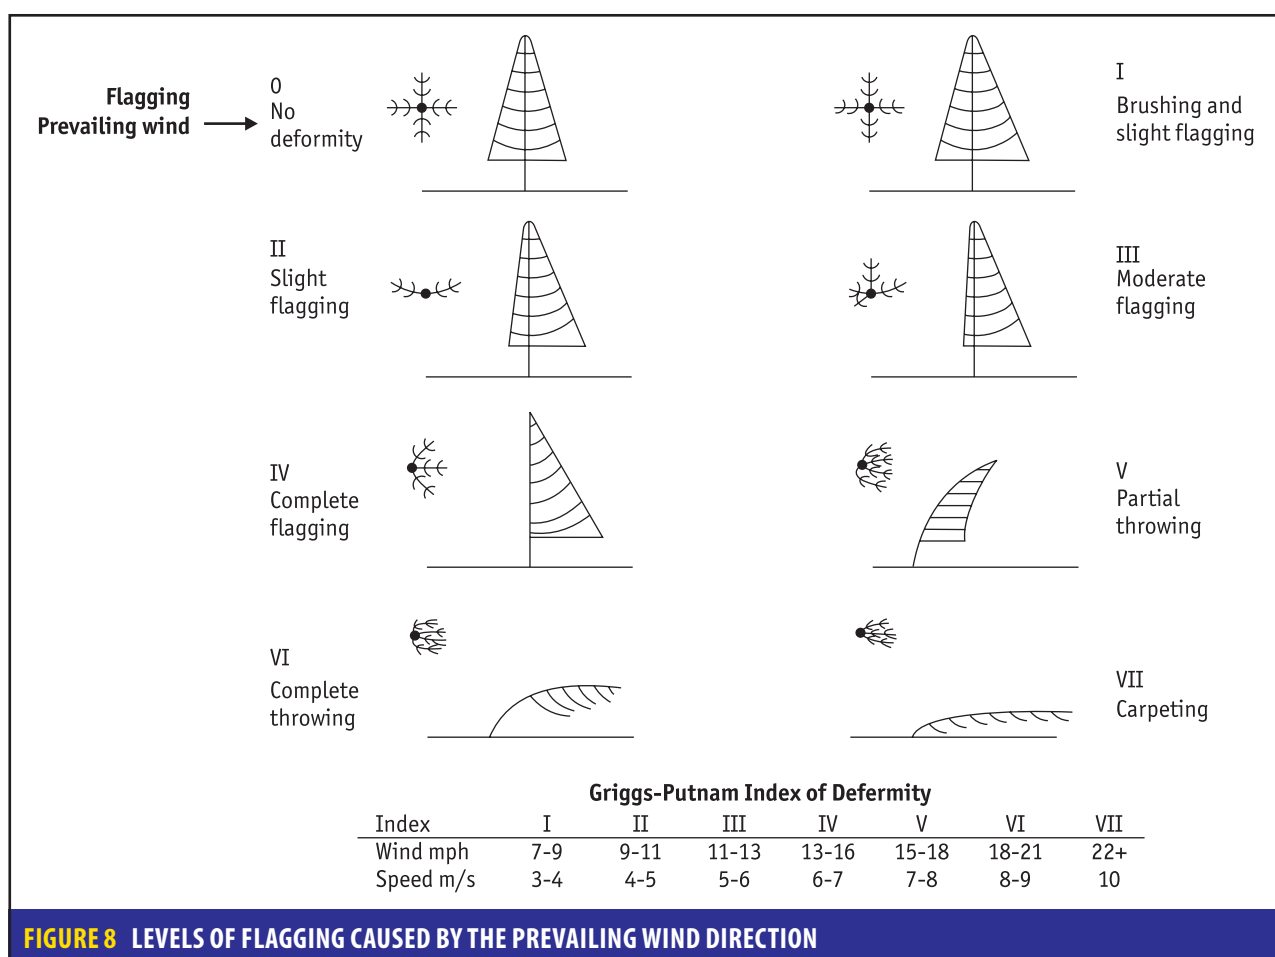 Flagging
Prevailing wind
0
No
deformity
I
Brushing and
slight flagging
II
Slight
flagging
III
Moderate
flagging
IV
Complete
flagging
V
Partial
throwing
VI
Complete
throwing
VII
Carpeting
Griggs-Putnam Index of Defermity
Index I II III IV V VI VII
Wind mph 7-9 9-11 11-13 13-16 15-18 18-21 22+
Speed m/s 3-4 4-5 5-6 6-7 7-8 8-9 10
FIGURE 8 LEVELS OF FLAGGING CAUSED BY THE PREVAILING WIND DIRECTION